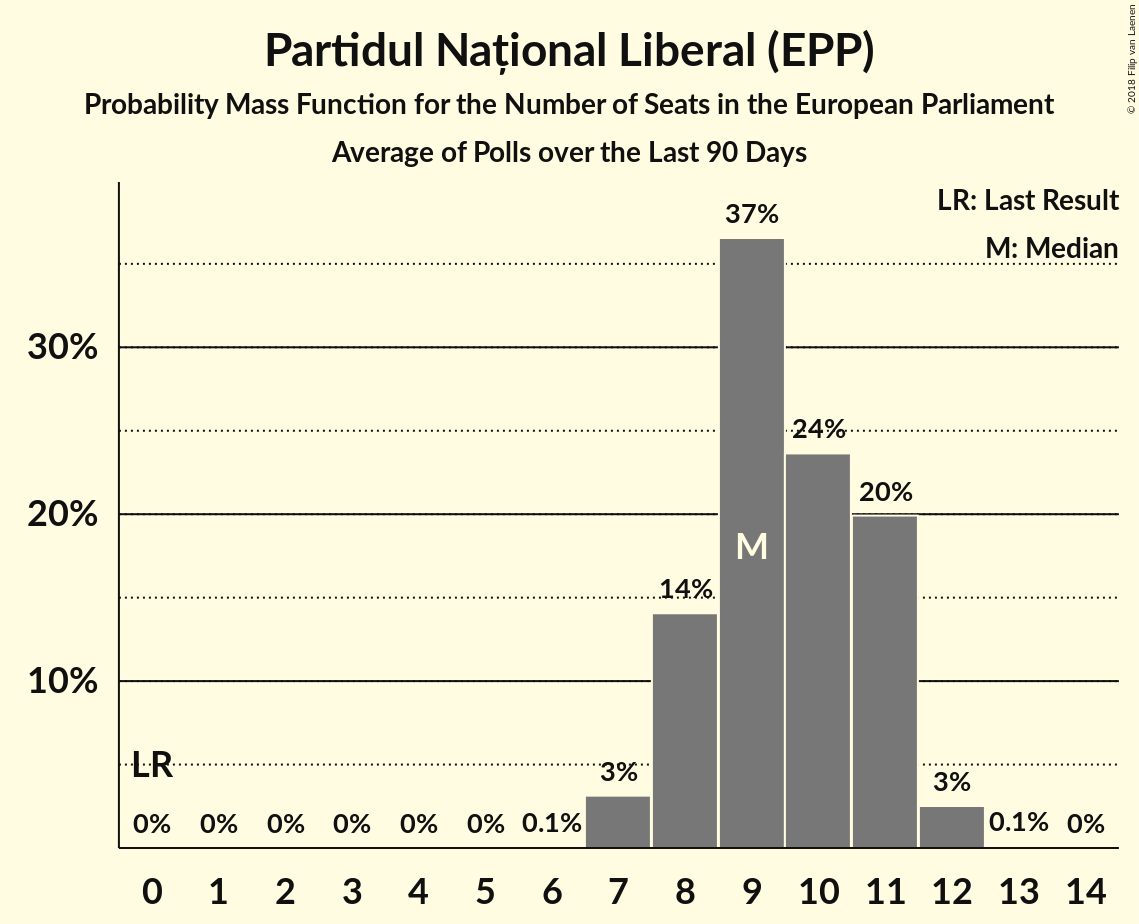 Partidul Național Liberal (EPP)
Probability Mass Function for the Number of Seats in the European Parliament
Average of Polls over the Last 90 Days
© 2018 Filip van Laenen
LR: Last Result
M: Median
37%
30%
24%
20%
20%
M
14%
10%
LR
3%
3%
0% 0% 0% 0% 0% 0% 0.1% 0.1% 0%
0 1 2 3 4 5 6 7 8 9 10 11 12 13 14